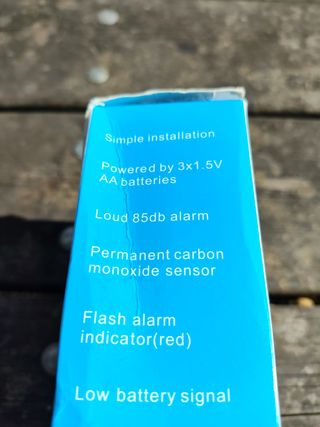 Simple installation
Powered by 3x1.5V
AA batteries
Loud 85db alarm
Permanent carbon
monoxide sensor
Flash alarm
indicator(red)
Low battery signal